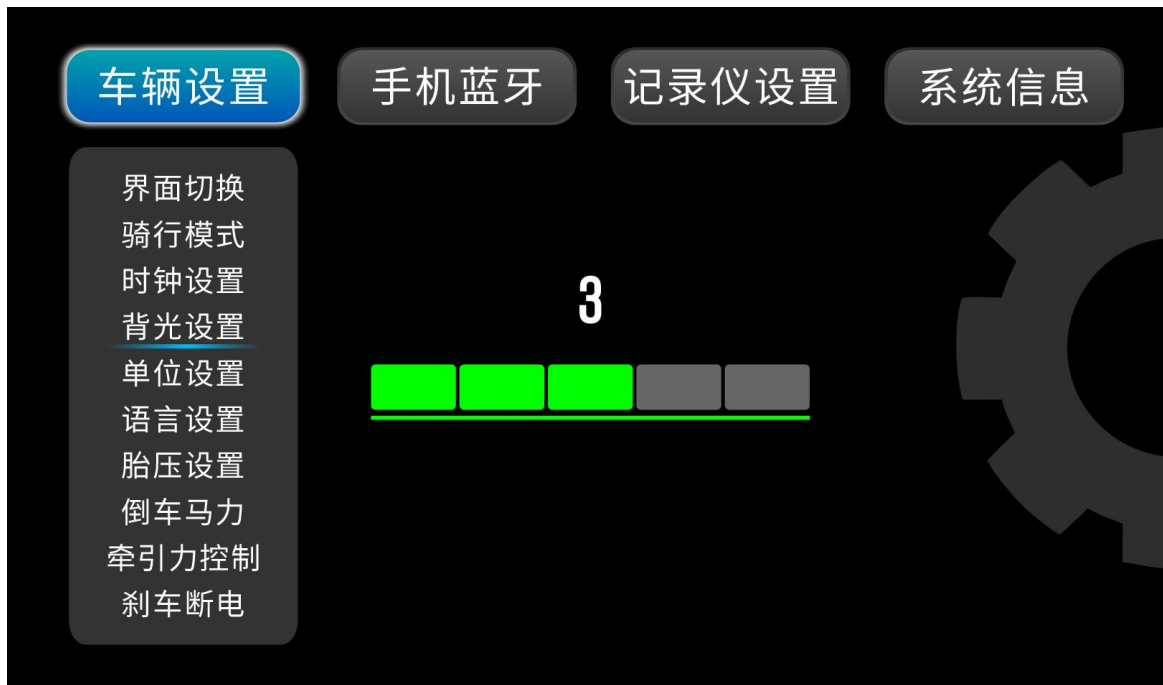 车辆设置
手机蓝牙
记录仪设置
系统信息
界面切换
骑行模式
时钟设置
背光设置
单位设置
语言设置
胎压设置
倒车马力
牵引力控制
刹车断电
3